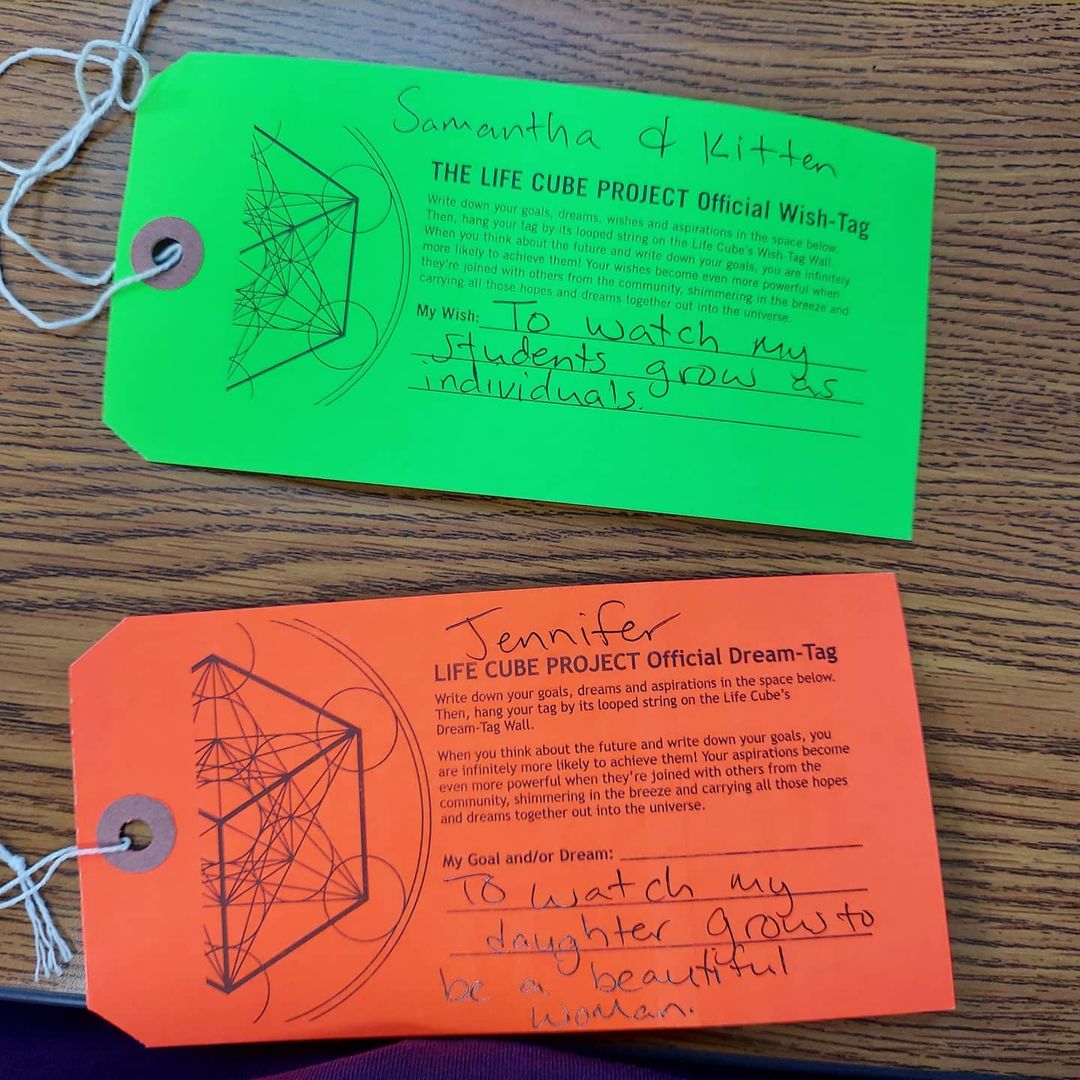 Samantha & Kitten
THE LIFE CUBE PROJECT Official Wish-Tag
Write down your goals, dreams, wishes and aspirations in the space below.
Then, hang your tag by its looped string on the Life Cube's Wish Tag Wall.
When you think about the future and write down your goals, you are infinitely
more likely to achieve them! Your wishes become even more powerful when
they're joined with others from the community, shimmering in the breeze and
carrying all those hopes and dreams together out into the universe.
My Wish: To watch my
students grow as
individuals.
Jennifer
LIFE CUBE PROJECT Official Dream-Tag
Write down your goals, dreams and aspirations in the space below.
Then, hang your tag by its looped string on the Life Cube's
Dream-Tag Wall.
When you think about the future and write down your goals, you
are infinitely more likely to achieve them! Your aspirations become
even more powerful when they're joined with others from the
community, shimmering in the breeze and carrying all those hopes
and dreams together out into the universe.
My Goal and/or Dream:
To watch my
daughter grow to
be a beautiful
woman.